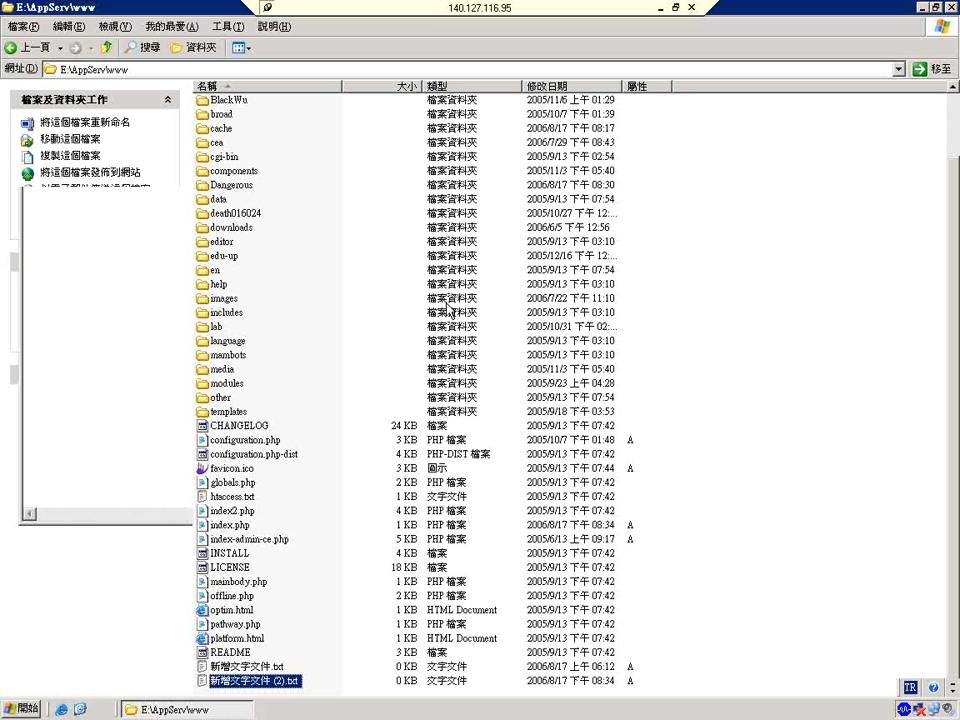 E:\AppServ\www 140.127.116.95
檔案(F) 編輯(E) 檢視(V) 我的最愛(A) 工具(T) 說明(H)
上一頁 搜尋 資料夾
網址(D) E:\AppServ\www 移至
檔案及資料夾工作
將這個檔案重新命名
移動這個檔案
複製這個檔案
將這個檔案發佈到網站
名稱 大小 類型 修改日期 屬性
BlackWu 檔案資料夾 2005/11/6 上午 01:29
broad 檔案資料夾 2005/10/7 下午 01:39
cache 檔案資料夾 2006/8/17 下午 08:17
cea 檔案資料夾 2006/7/29 下午 08:43
cgi-bin 檔案資料夾 2005/9/13 下午 02:54
components 檔案資料夾 2005/11/3 下午 05:40
Dangerous 檔案資料夾 2006/8/17 下午 08:30
data 檔案資料夾 2005/9/13 下午 07:54
death016024 檔案資料夾 2005/10/27 下午 12:...
downloads 檔案資料夾 2006/6/5 下午 12:56
editor 檔案資料夾 2005/9/13 下午 03:10
edu-up 檔案資料夾 2005/12/16 下午 12:...
en 檔案資料夾 2005/9/13 下午 07:54
help 檔案資料夾 2005/9/13 下午 03:10
images 檔案資料夾 2006/7/22 下午 11:10
includes 檔案資料夾 2005/9/13 下午 03:10
lab 檔案資料夾 2005/10/31 下午 02:...
language 檔案資料夾 2005/9/13 下午 03:10
mambots 檔案資料夾 2005/9/13 下午 03:10
media 檔案資料夾 2005/11/3 下午 05:40
modules 檔案資料夾 2005/9/23 上午 04:28
other 檔案資料夾 2005/9/13 下午 07:54
templates 檔案資料夾 2005/9/18 下午 03:53
CHANGELOG 24 KB 檔案 2005/9/13 下午 07:42
configuration.php 3 KB PHP 檔案 2005/10/7 下午 01:48 A
configuration.php-dist 4 KB PHP-DIST 檔案 2005/9/13 下午 07:42
favicon.ico 3 KB 圖示 2005/9/13 下午 07:44 A
globals.php 2 KB PHP 檔案 2005/9/13 下午 07:42
htaccess.txt 1 KB 文字文件 2005/9/13 下午 07:42
index2.php 4 KB PHP 檔案 2005/9/13 下午 07:42
index.php 1 KB PHP 檔案 2006/8/17 下午 08:34 A
index-admin-ce.php 5 KB PHP 檔案 2006/6/13 上午 09:17 A
INSTALL 4 KB 檔案 2005/9/13 下午 07:42
LICENSE 18 KB 檔案 2005/9/13 下午 07:42
mainbody.php 1 KB PHP 檔案 2005/9/13 下午 07:42
offline.php 2 KB PHP 檔案 2005/9/13 下午 07:42
optim.html 1 KB HTML Document 2005/9/13 下午 07:42
pathway.php 1 KB PHP 檔案 2005/9/13 下午 07:42
platform.html 1 KB HTML Document 2005/9/13 下午 07:42
README 3 KB 檔案 2005/9/13 下午 07:42
新增文字文件.txt 0 KB 文字文件 2006/8/17 上午 06:12 A
新增文字文件 (2).txt 0 KB 文字文件 2006/8/17 下午 08:34 A
TR
開始 E:\AppServ\www